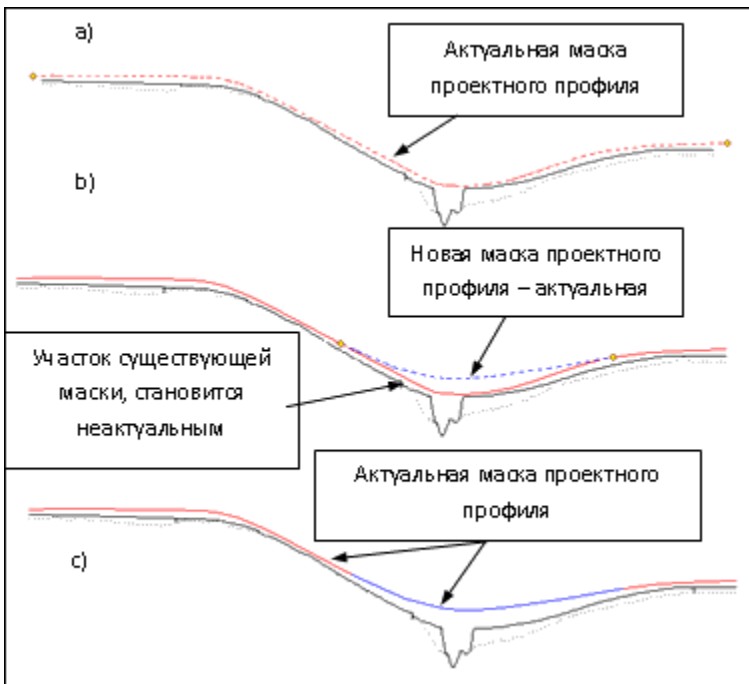 a)
Актуальная маска
проектного профиля
b)
Новая маска проектного
профиля – актуальная
Участок существующей
маски, становится
неактуальным
Актуальная маска проектного
профиля
c)